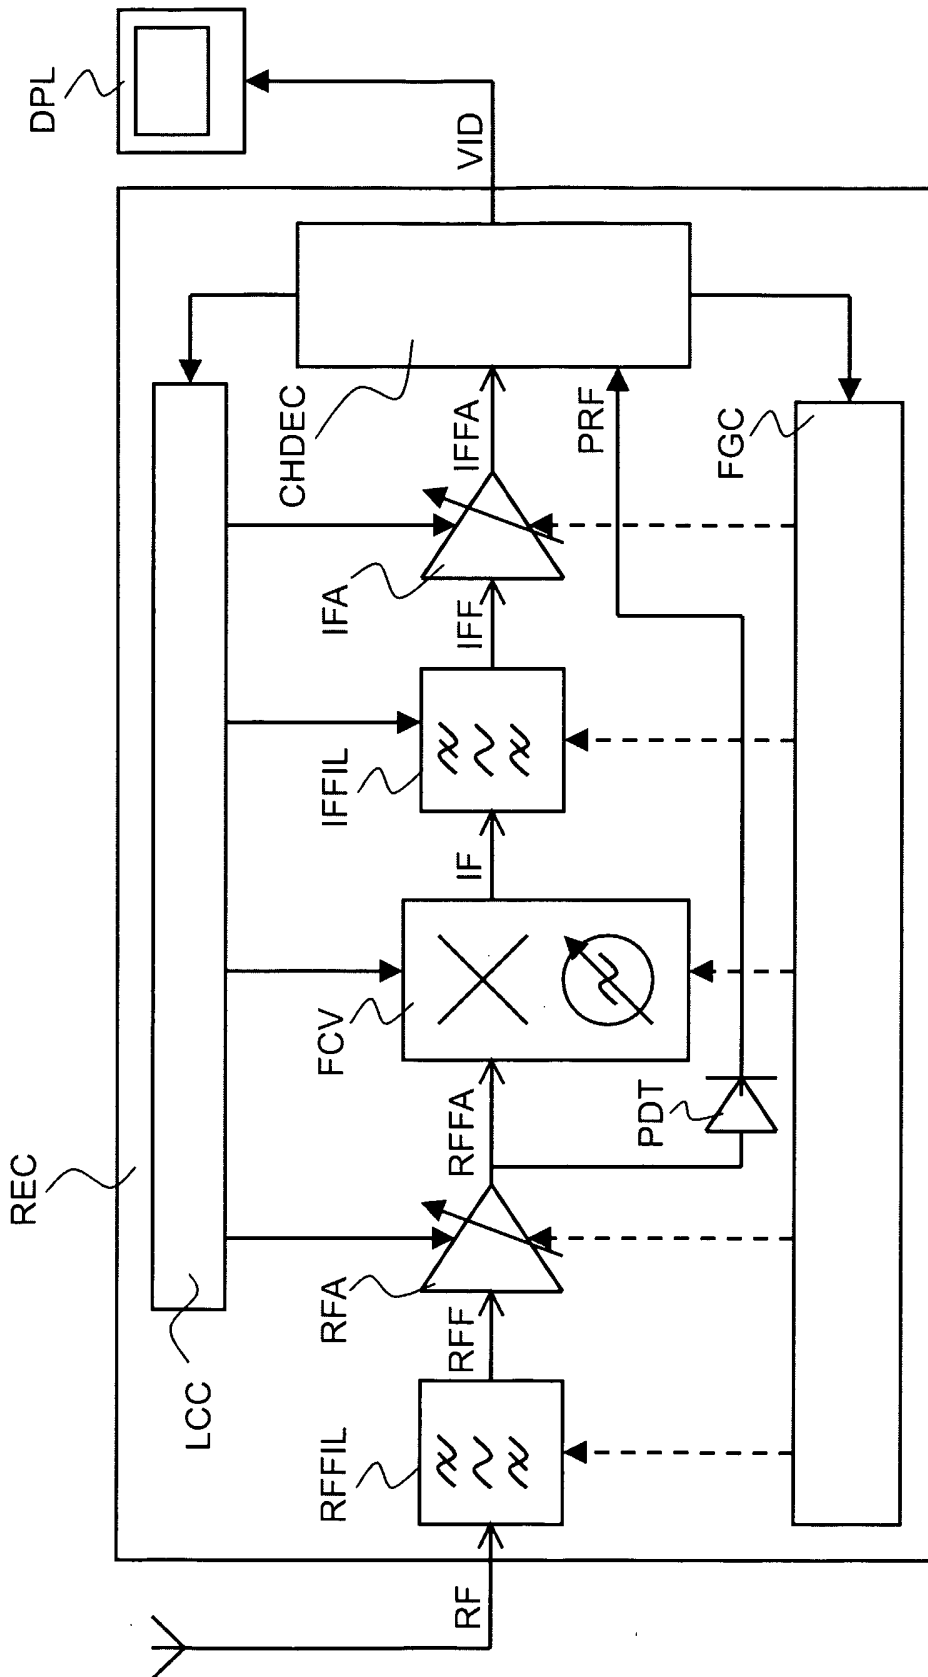 DPL
VID
REC
LCC
CHDEC
IFFA
PRF
FGC
IFA
IFF
IFFIL
IF
FCV
RFFA
PDT
RFA
RFF
RFFIL
RF